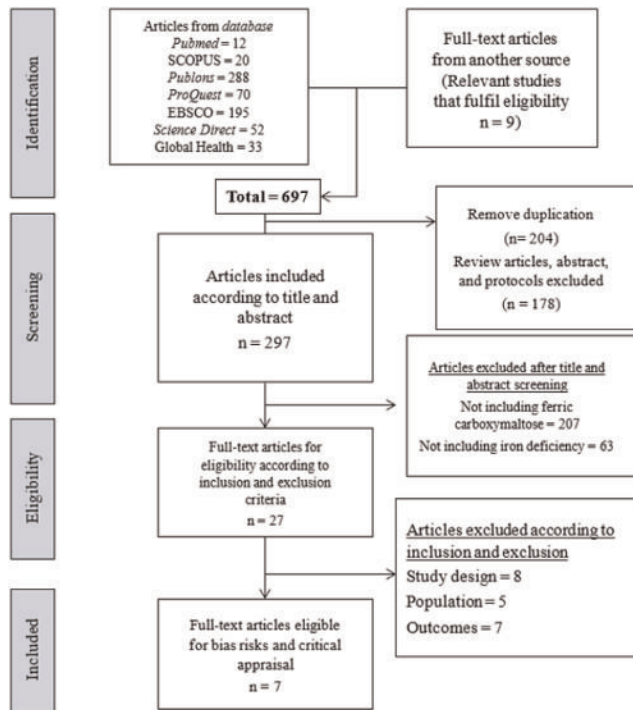 Identification
Articles from database
Pubmed = 12
SCOPUS = 20
Publons = 288
ProQuest = 70
EBSCO = 195
Science Direct = 52
Global Health = 33
Full-text articles
from another source
(Relevant studies
that fulfil eligibility
n = 9)
Total = 697
Screening
Remove duplication
(n= 204)
Review articles, abstract,
and protocols excluded
(n = 178)
Articles included
according to title and
abstract
n = 297
Articles excluded after title and
abstract screening
Not including ferric
carboxymaltose = 207
Not including iron deficiency = 63
Eligibility
Full-text articles for
eligibility according to
inclusion and exclusion
criteria
n = 27
Articles excluded according to
inclusion and exclusion
Study design = 8
Population = 5
Outcomes = 7
Included
Full-text articles eligible
for bias risks and critical
appraisal
n = 7